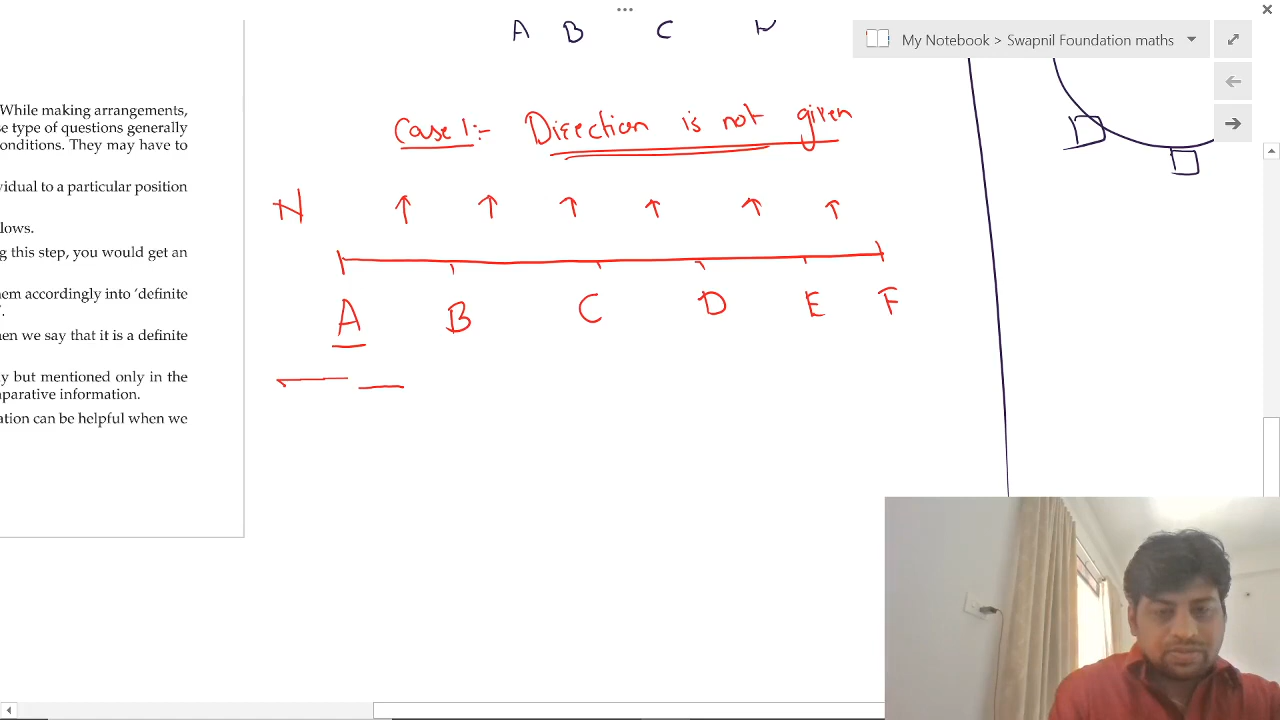 A B C N
My Notebook > Swapnil Foundation maths
While making arrangements,
se type of questions generally
onditions. They may have to
vidual to a particular position
lows.
g this step, you would get an
em accordingly into ‘definite
’.
en we say that it is a definite
y but mentioned only in the
parative information.
ation can be helpful when we
Case 1:- Direction is not given
N
A B C D E F